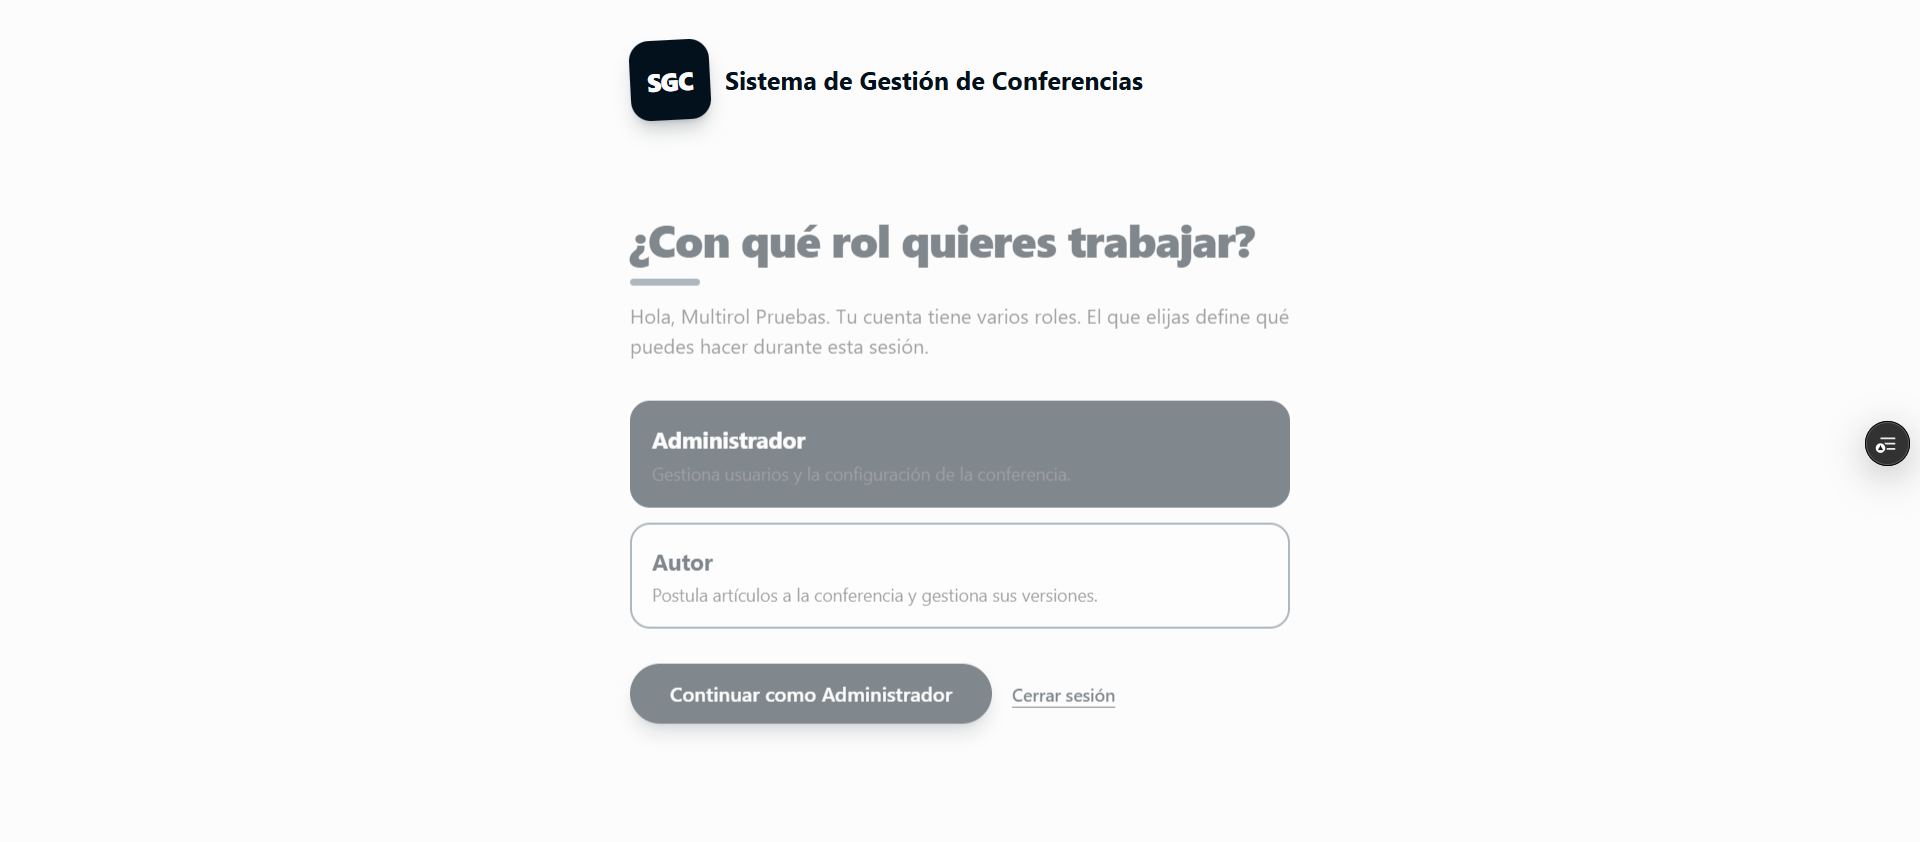 SGC
Sistema de Gestión de Conferencias
¿Con qué rol quieres trabajar?
Hola, Multirol Pruebas. Tu cuenta tiene varios roles. El que elijas define qué
puedes hacer durante esta sesión.
Administrador
Gestiona usuarios y la configuración de la conferencia.
Autor
Postula artículos a la conferencia y gestiona sus versiones.
Continuar como Administrador
Cerrar sesión